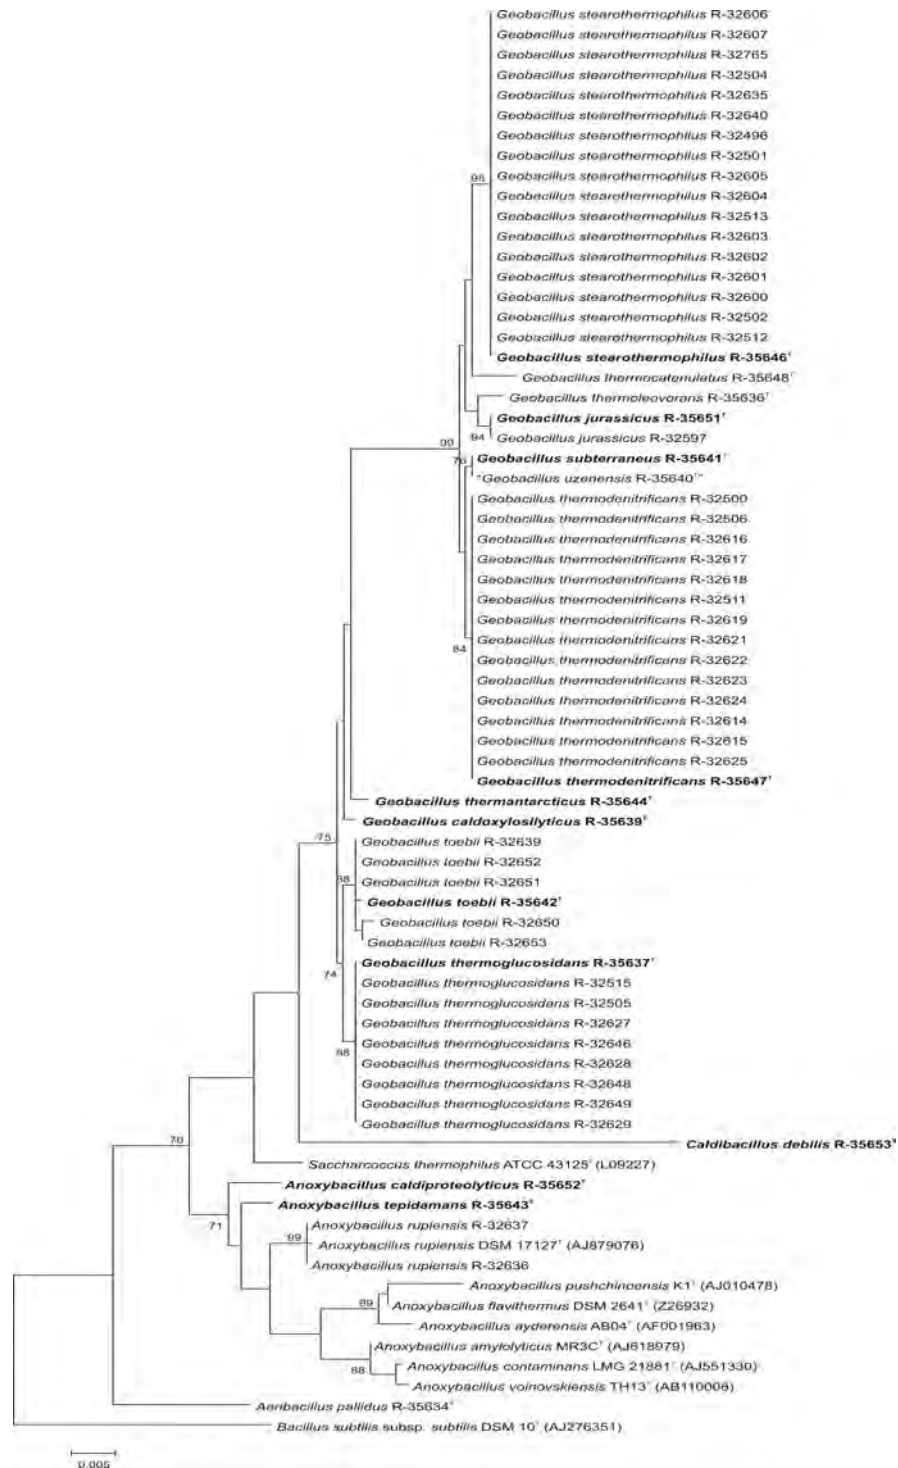 Geobacillus stearothermophilus R-32606
Geobacillus stearothermophilus R-32607
Geobacillus stearothermophilus R-32765
Geobacillus stearothermophilus R-32504
Geobacillus stearothermophilus R-32635
Geobacillus stearothermophilus R-32640
Geobacillus stearothermophilus R-32496
Geobacillus stearothermophilus R-32501
Geobacillus stearothermophilus R-32605
Geobacillus stearothermophilus R-32604
Geobacillus stearothermophilus R-32513
Geobacillus stearothermophilus R-32603
Geobacillus stearothermophilus R-32602
Geobacillus stearothermophilus R-32601
Geobacillus stearothermophilus R-32600
Geobacillus stearothermophilus R-32502
Geobacillus stearothermophilus R-32512
Geobacillus stearothermophilus R-35646ᵀ
Geobacillus thermocatenulatus R-35648ᵀ
Geobacillus thermoleovorans R-35636ᵀ
Geobacillus jurassicus R-35651ᵀ
94 Geobacillus jurassicus R-32597
99
76 Geobacillus subterraneus R-35641ᵀ
"Geobacillus uzenensis R-35640ᵀ"
Geobacillus thermodenitrificans R-32500
Geobacillus thermodenitrificans R-32506
Geobacillus thermodenitrificans R-32616
Geobacillus thermodenitrificans R-32617
Geobacillus thermodenitrificans R-32618
Geobacillus thermodenitrificans R-32511
Geobacillus thermodenitrificans R-32619
Geobacillus thermodenitrificans R-32621
84 Geobacillus thermodenitrificans R-32622
Geobacillus thermodenitrificans R-32623
Geobacillus thermodenitrificans R-32624
Geobacillus thermodenitrificans R-32614
Geobacillus thermodenitrificans R-32615
Geobacillus thermodenitrificans R-32625
Geobacillus thermodenitrificans R-35647ᵀ
Geobacillus thermantarcticus R-35644ᵀ
Geobacillus caldoxylosilyticus R-35639ᵀ
75 Geobacillus toebii R-32639
Geobacillus toebii R-32652
88 Geobacillus toebii R-32651
Geobacillus toebii R-35642ᵀ
Geobacillus toebii R-32650
Geobacillus toebii R-32653
74 Geobacillus thermoglucosidans R-35637ᵀ
Geobacillus thermoglucosidans R-32515
Geobacillus thermoglucosidans R-32505
Geobacillus thermoglucosidans R-32627
88 Geobacillus thermoglucosidans R-32646
Geobacillus thermoglucosidans R-32628
Geobacillus thermoglucosidans R-32648
Geobacillus thermoglucosidans R-32649
Geobacillus thermoglucosidans R-32629
Caldibacillus debilis R-35653ᵀ
Saccharcoccus thermophilus ATCC 43125ᵀ (L09227)
Anoxybacillus caldiproteolyticus R-35652ᵀ
Anoxybacillus tepidamans R-35643ᵀ
71 Anoxybacillus rupiensis R-32637
99 Anoxybacillus rupiensis DSM 17127ᵀ (AJ879076)
Anoxybacillus rupiensis R-32636
Anoxybacillus pushchinoensis K1ᵀ (AJ010478)
Anoxybacillus flavithermus DSM 2641ᵀ (Z26932)
Anoxybacillus ayderensis AB04ᵀ (AF001963)
Anoxybacillus amylolyticus MR3Cᵀ (AJ618979)
88 Anoxybacillus contaminans LMG 21881ᵀ (AJ551330)
Anoxybacillus voinovskiensis TH13ᵀ (AB110008)
Aeribacillus pallidus R-35634ᵀ
Bacillus subtilis subsp. subtilis DSM 10ᵀ (AJ276351)
0.005